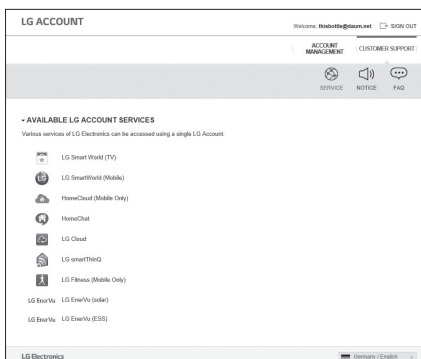 LG ACCOUNT
Welcome, thisbottle@daum.net SIGN OUT
ACCOUNT MANAGEMENT
CUSTOMER SUPPORT
SERVICE NOTICE FAQ
AVAILABLE LG ACCOUNT SERVICES
Various services of LG Electronics can be accessed using a single LG Account
LG Smart World (TV)
LG SmartWorld (Mobile)
HomeCloud (Mobile Only)
HomeChat
LG Cloud
LG smartThinQ
LG Fitness (Mobile Only)
LG EnerVu LG EnerVu (solar)
LG EnerVu LG EnerVu (ESS)
LG Electronics Germany / English